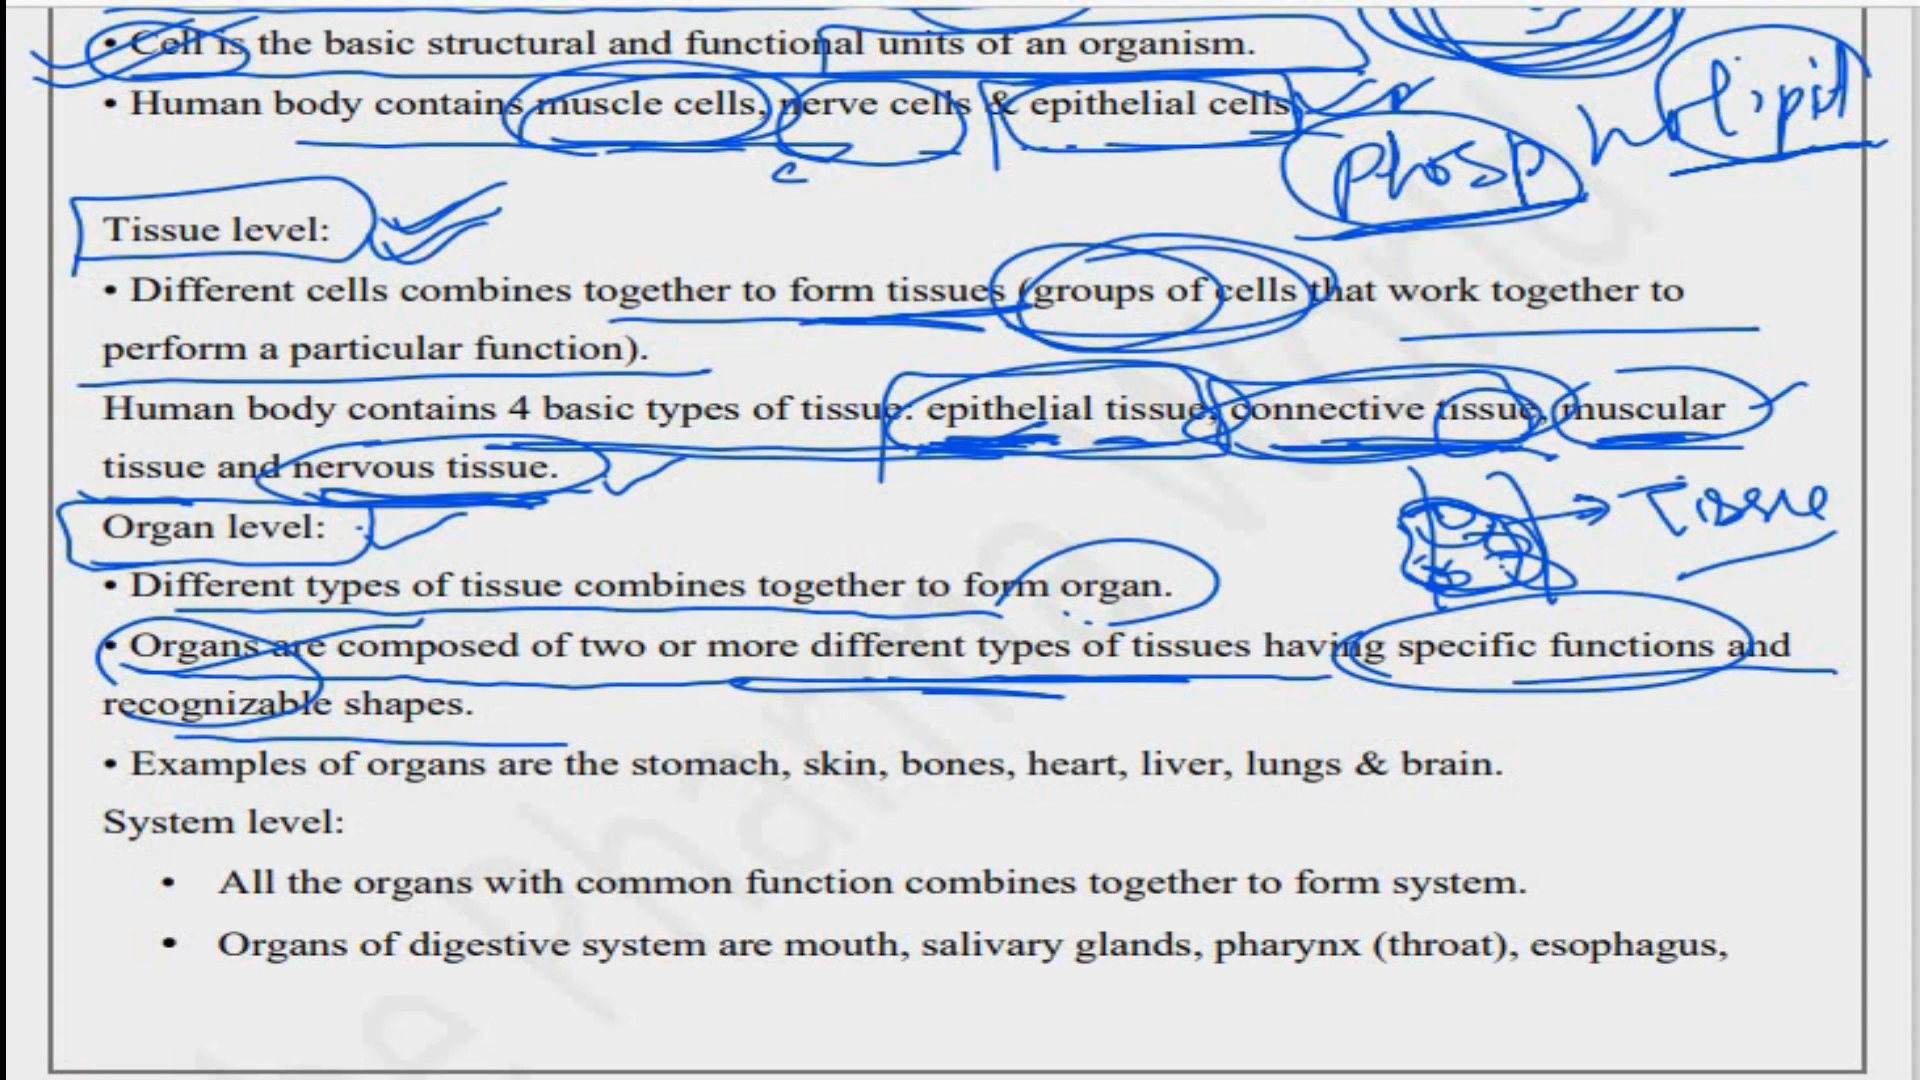 • Cell is the basic structural and functional units of an organism.
• Human body contains muscle cells, nerve cells & epithelial cells
lipid
phosp
Tissue level:
• Different cells combines together to form tissues (groups of cells that work together to
perform a particular function).
Human body contains 4 basic types of tissue: epithelial tissue, connective tissue, muscular
tissue and nervous tissue.
Tissue
Organ level:
• Different types of tissue combines together to form organ.
• Organs are composed of two or more different types of tissues having specific functions and
recognizable shapes.
• Examples of organs are the stomach, skin, bones, heart, liver, lungs & brain.
System level:
• All the organs with common function combines together to form system.
• Organs of digestive system are mouth, salivary glands, pharynx (throat), esophagus,